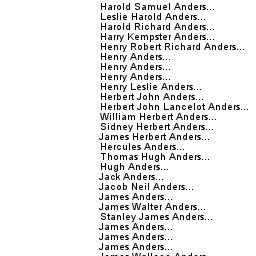 Harold Samuel Anders...
Leslie Harold Anders...
Harold Richard Anders...
Harry Kempster Anders...
Henry Robert Richard Anders...
Henry Anders...
Henry Anders...
Henry Anders...
Henry Leslie Anders...
Herbert John Anders...
Herbert John Lancelot Anders...
William Herbert Anders...
Sidney Herbert Anders...
James Herbert Anders...
Hercules Anders...
Thomas Hugh Anders...
Hugh Anders...
Jack Anders...
Jacob Neil Anders...
James Anders...
James Walter Anders...
Stanley James Anders...
James Anders...
James Anders...
James Anders...
James Wallace Anders...